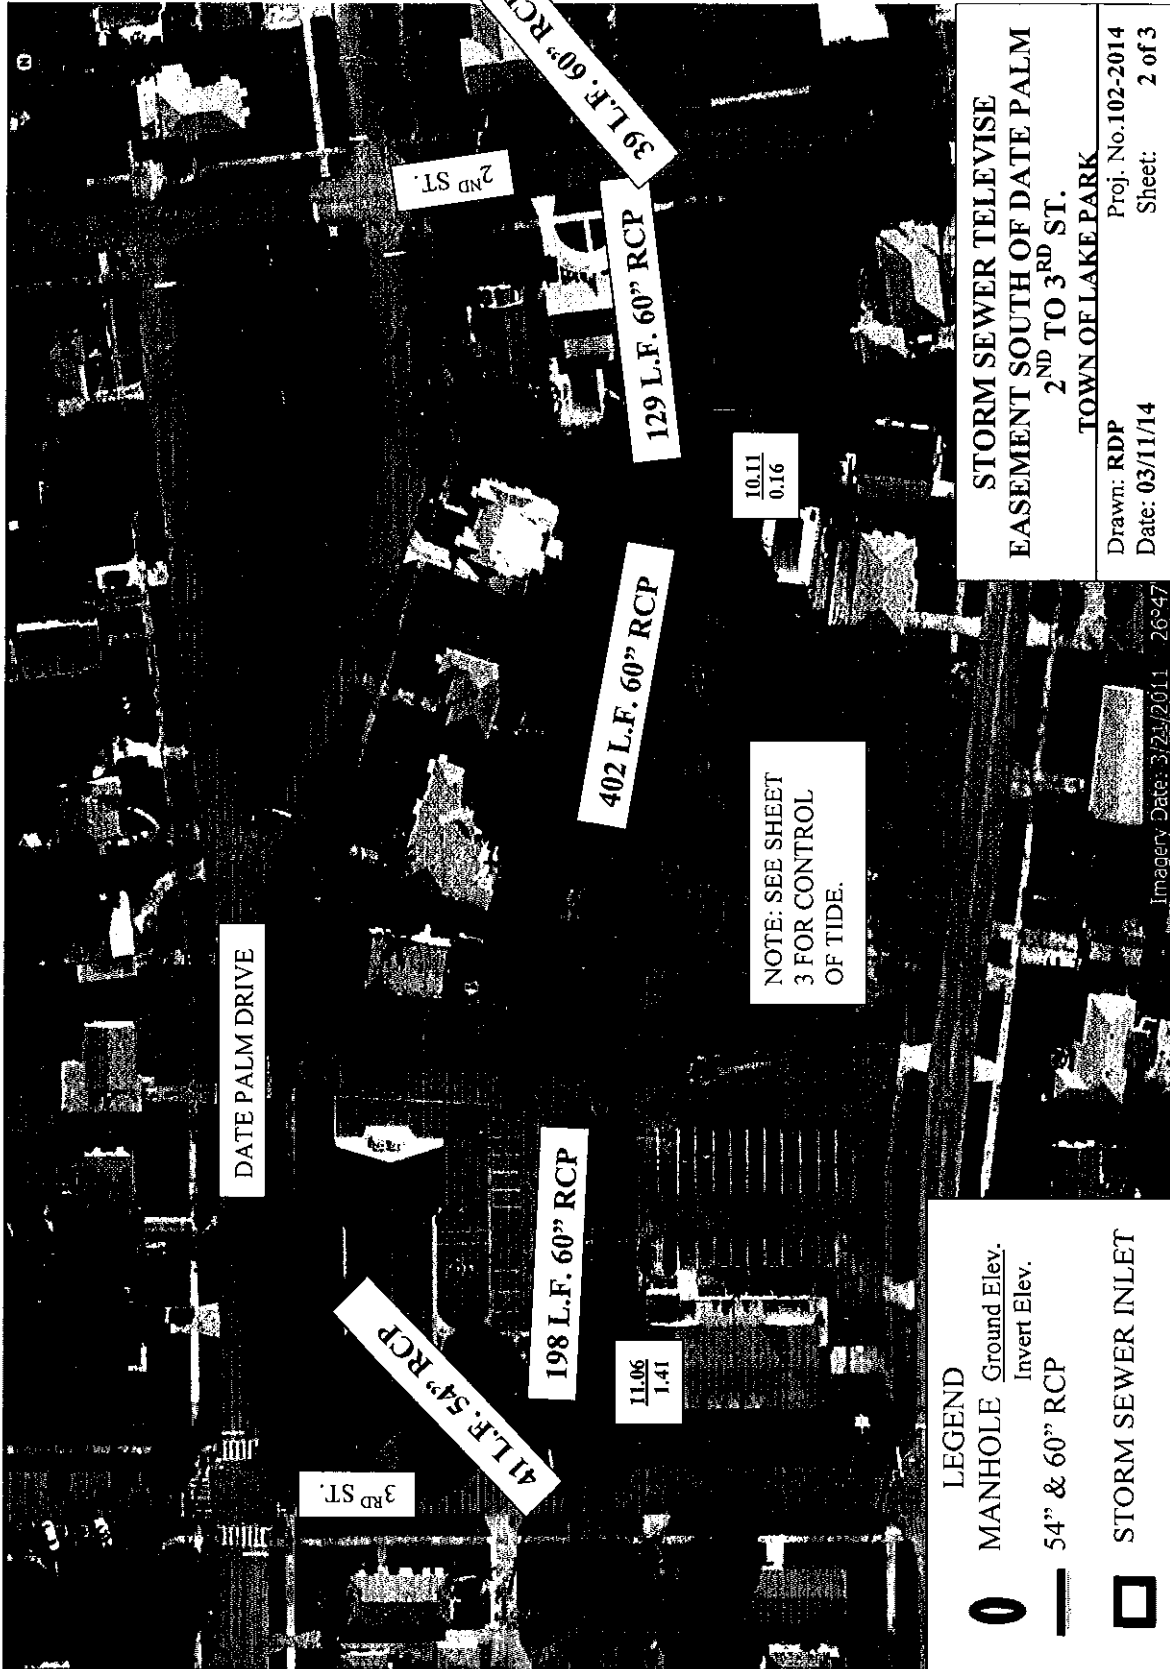 DATE PALM DRIVE
3RD ST.
2ND ST.
41 L.F. 54” RCP
198 L.F. 60” RCP
402 L.F. 60” RCP
129 L.F. 60” RCP
39 L.F. 60” RCP
11.06
1.41
10.11
0.16
NOTE: SEE SHEET
3 FOR CONTROL
OF TIDE.
LEGEND
MANHOLE Ground Elev.
Invert Elev.
54” & 60” RCP
STORM SEWER INLET
Imagery Date: 3/21/2011 26°47
STORM SEWER TELEVISE
EASEMENT SOUTH OF DATE PALM
2ND TO 3RD ST.
TOWN OF LAKE PARK
Drawn: RDP Proj. No.102-2014
Date: 03/11/14 Sheet: 2 of 3
N